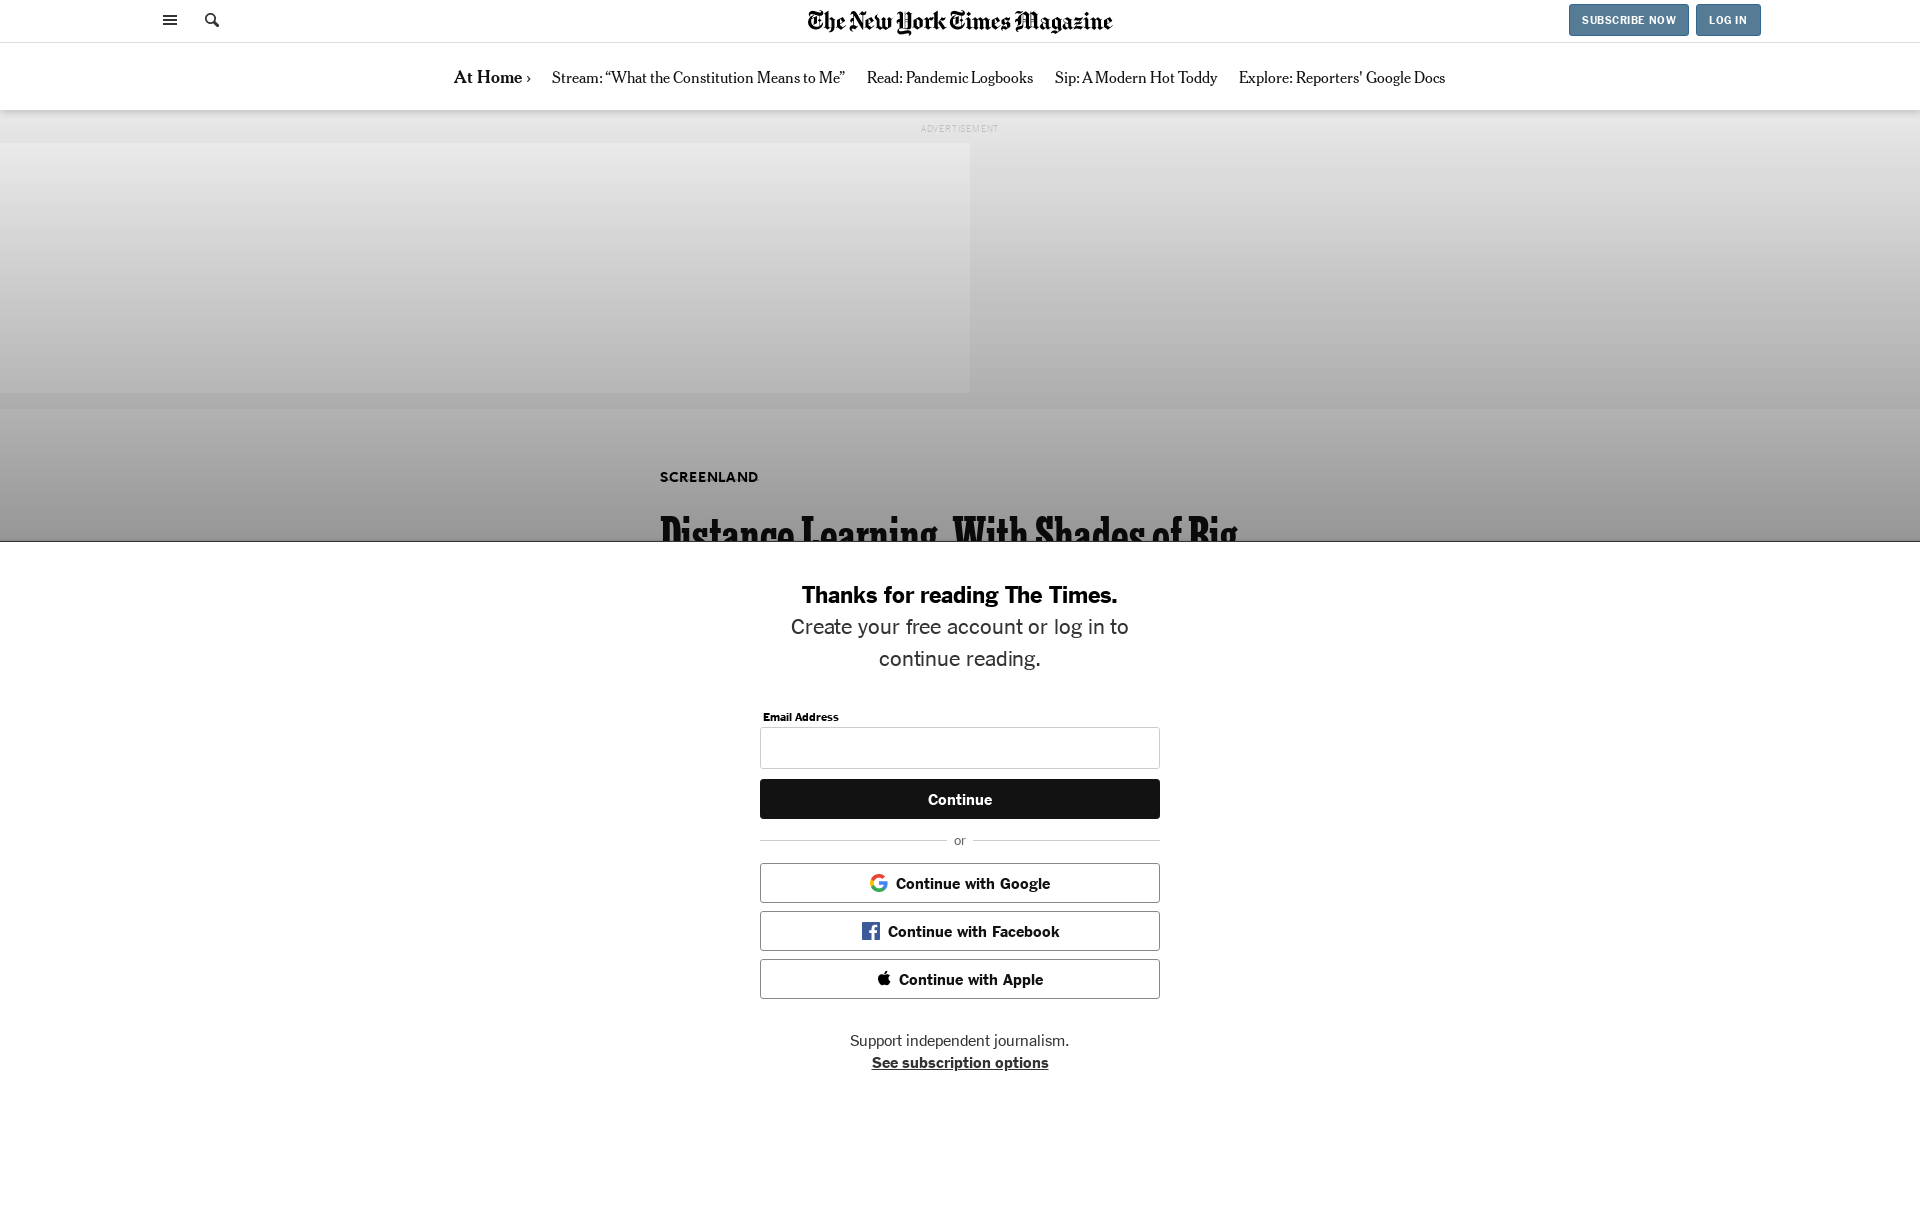 The New York Times Magazine
SUBSCRIBE NOW
LOG IN
At Home ›
Stream: “What the Constitution Means to Me”
Read: Pandemic Logbooks
Sip: A Modern Hot Toddy
Explore: Reporters' Google Docs
ADVERTISEMENT
SCREENLAND
Distance Learning, With Shades of Big
Thanks for reading The Times.
Create your free account or log in to
continue reading.
Email Address
Continue
or
Continue with Google
Continue with Facebook
Continue with Apple
Support independent journalism.
See subscription options